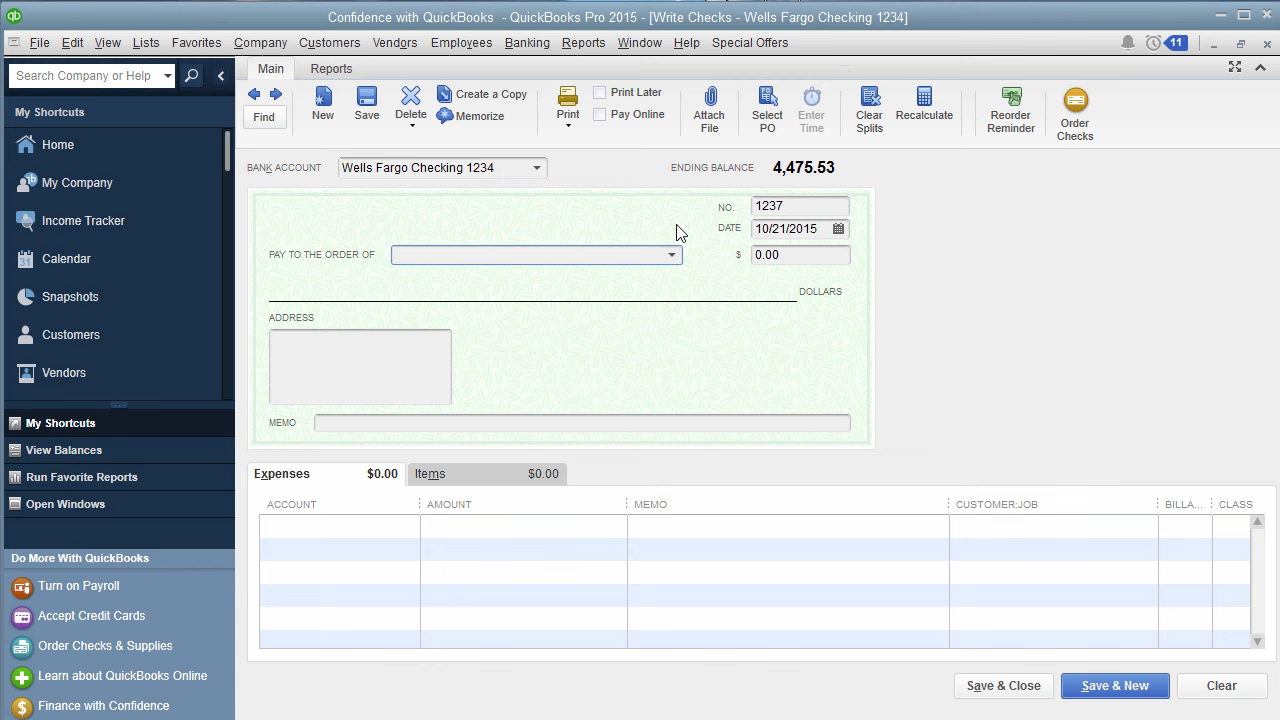 Confidence with QuickBooks - QuickBooks Pro 2015 - [Write Checks - Wells Fargo Checking 1234]
File Edit View Lists Favorites Company Customers Vendors Employees Banking Reports Window Help Special Offers 11
Search Company or Help
My Shortcuts
Home
My Company
Income Tracker
Calendar
Snapshots
Customers
Vendors
My Shortcuts
View Balances
Run Favorite Reports
Open Windows
Do More With QuickBooks
Turn on Payroll
Accept Credit Cards
Order Checks & Supplies
Learn about QuickBooks Online
Finance with Confidence
Main Reports
Find
New
Save
Delete
Create a Copy
Memorize
Print
Print Later
Pay Online
Attach File
Select PO
Enter Time
Clear Splits
Recalculate
Reorder Reminder
Order Checks
BANK ACCOUNT Wells Fargo Checking 1234 ENDING BALANCE 4,475.53
NO. 1237
DATE 10/21/2015
PAY TO THE ORDER OF $ 0.00
DOLLARS
ADDRESS
MEMO
Expenses $0.00 Items $0.00
ACCOUNT AMOUNT MEMO CUSTOMER:JOB BILLA... CLASS
Save & Close Save & New Clear